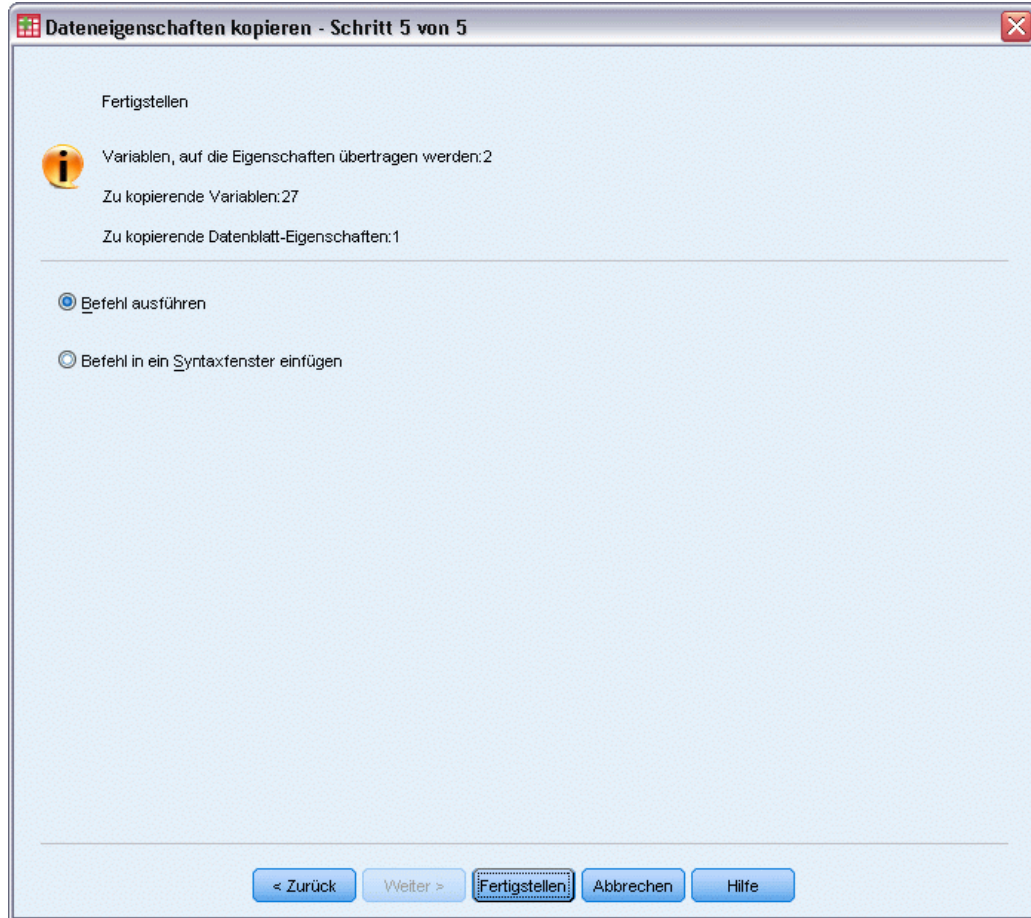 Dateneigenschaften kopieren - Schritt 5 von 5
Fertigstellen
Variablen, auf die Eigenschaften übertragen werden:2
Zu kopierende Variablen:27
Zu kopierende Datenblatt-Eigenschaften:1
Befehl ausführen
Befehl in ein Syntaxfenster einfügen
< Zurück Weiter > Fertigstellen Abbrechen Hilfe